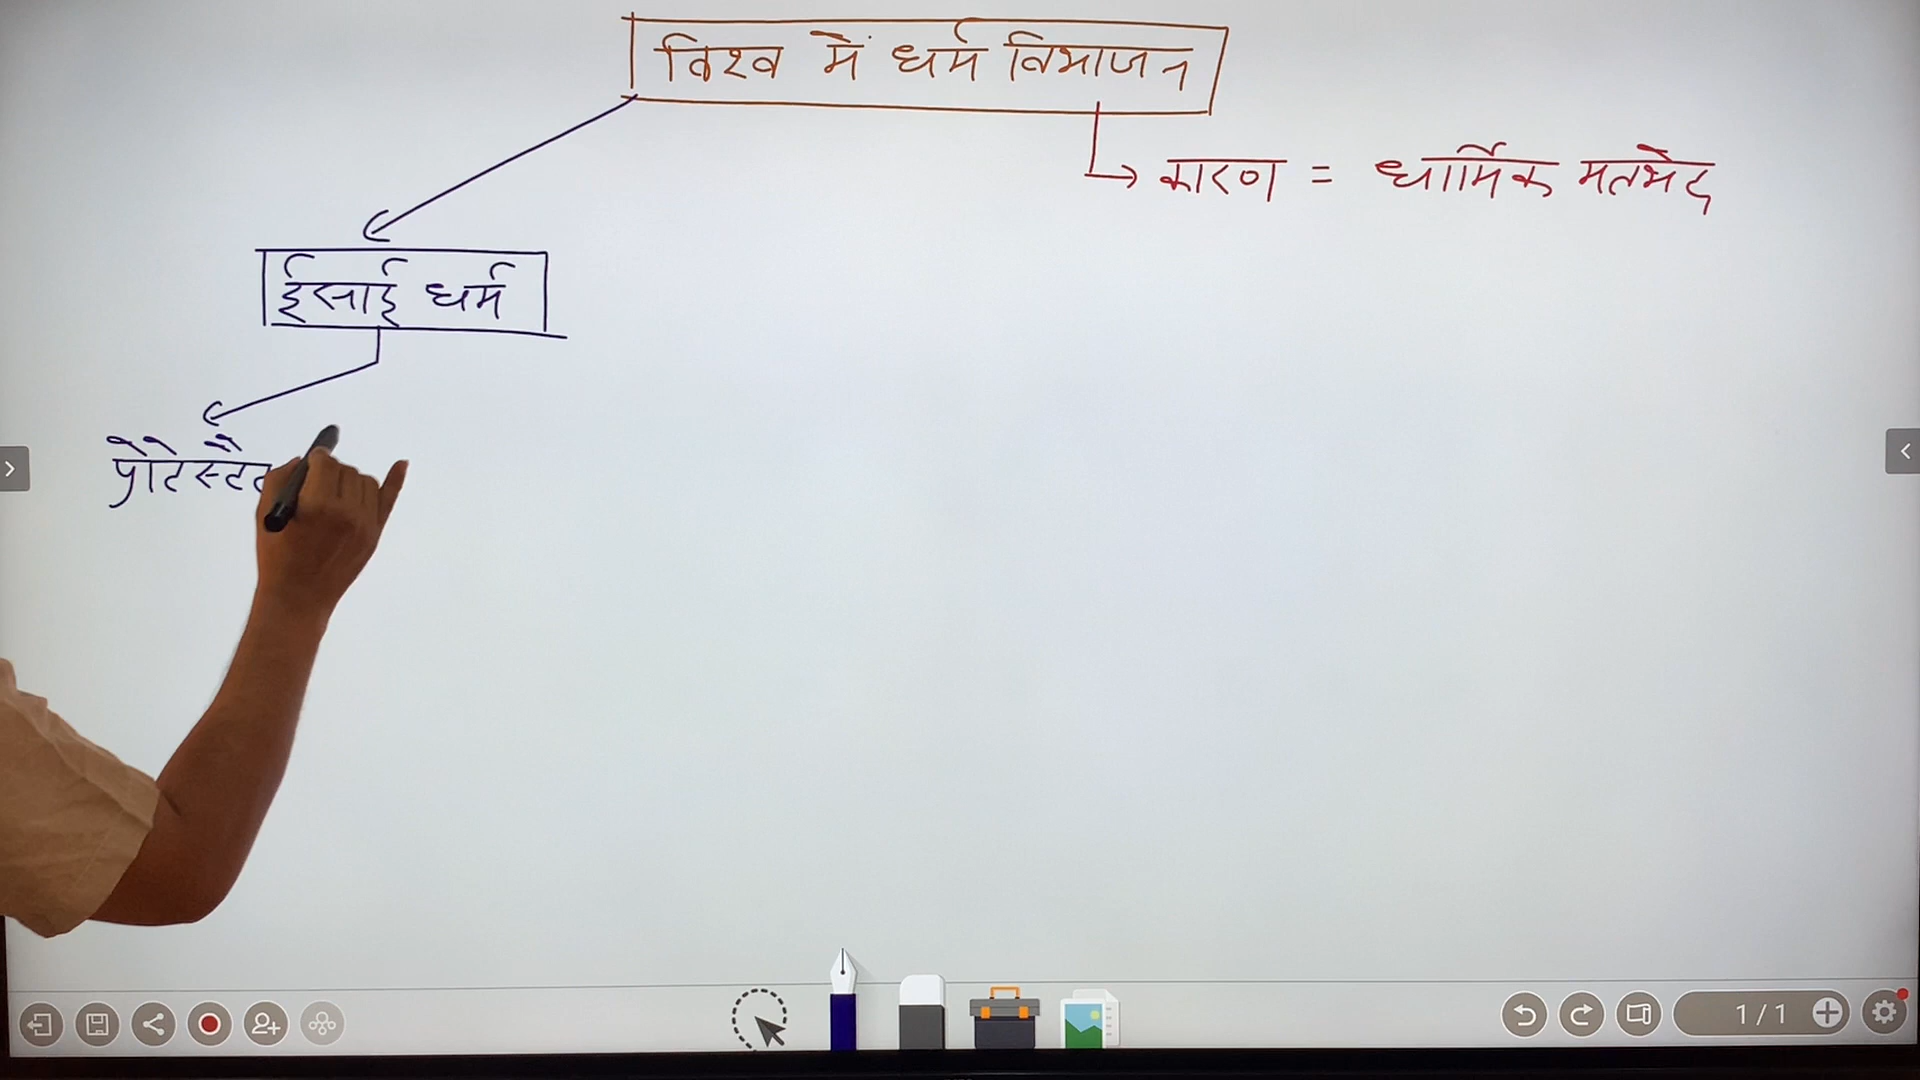 विश्व में धर्म विभाजन
कारण = धार्मिक मतभेद
ईसाई धर्म
1/1